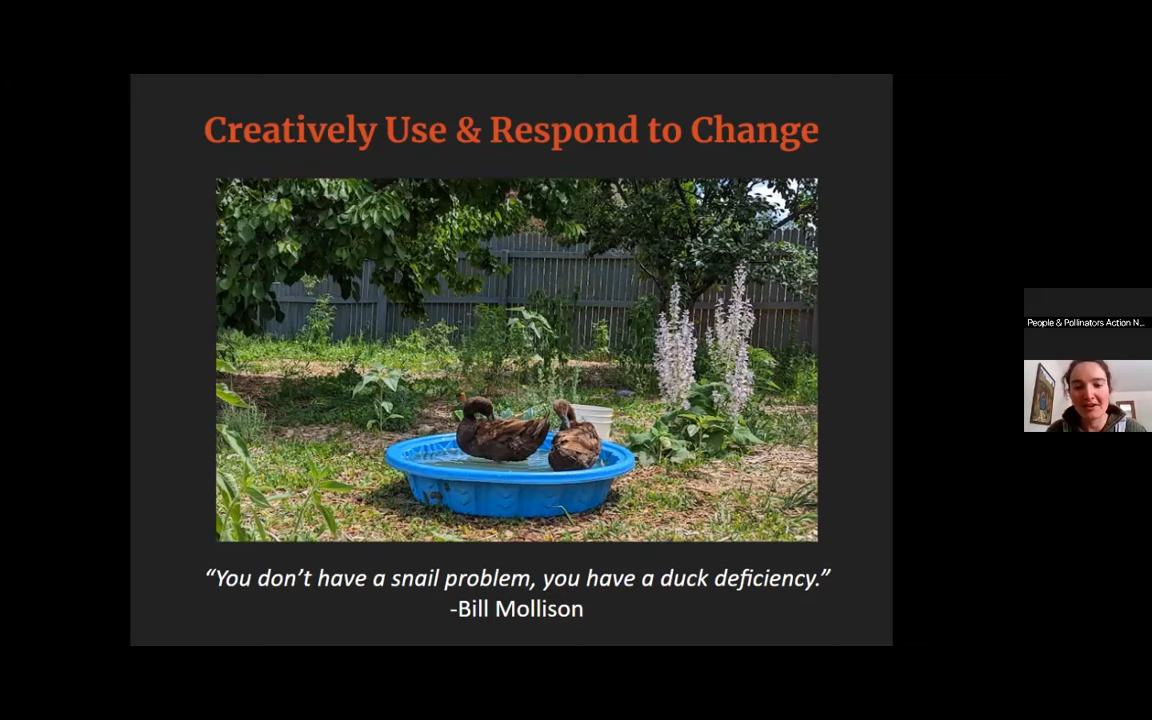 Creatively Use & Respond to Change
“You don’t have a snail problem, you have a duck deficiency.”
-Bill Mollison
People & Pollinators Action N...